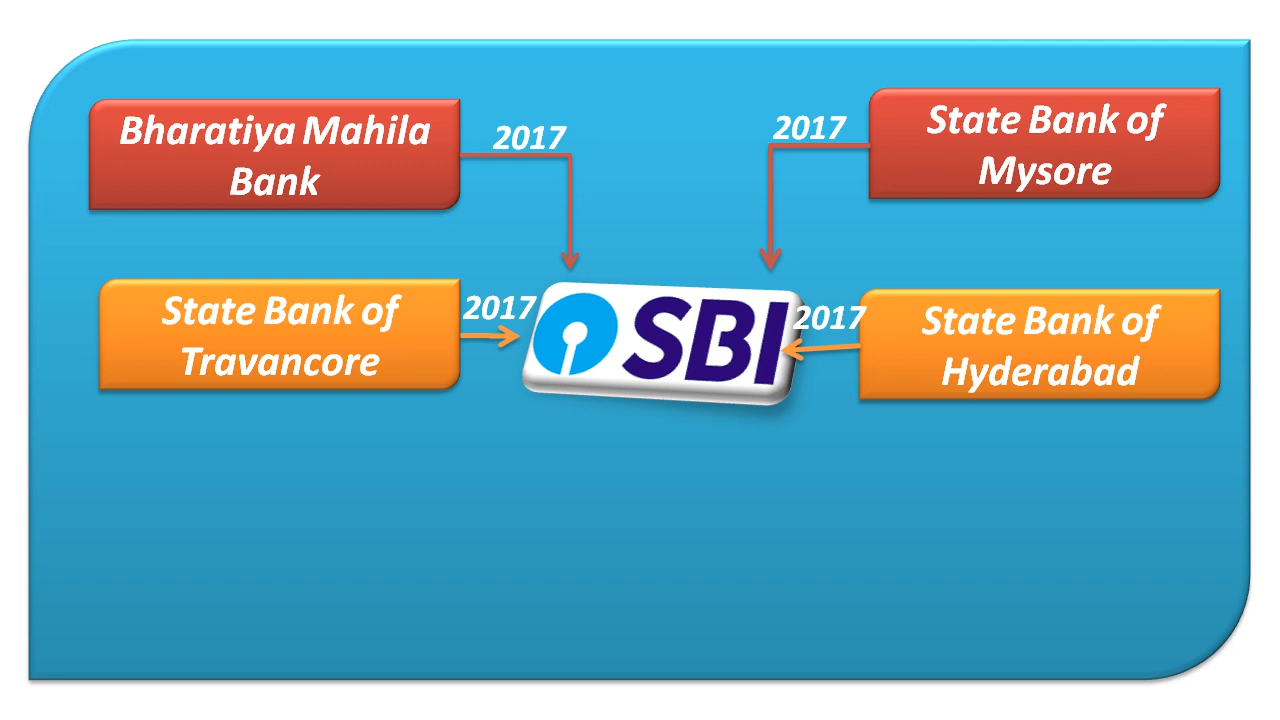 Bharatiya Mahila
Bank
2017
2017
State Bank of
Mysore
State Bank of
Travancore
2017
SBI
2017
State Bank of
Hyderabad